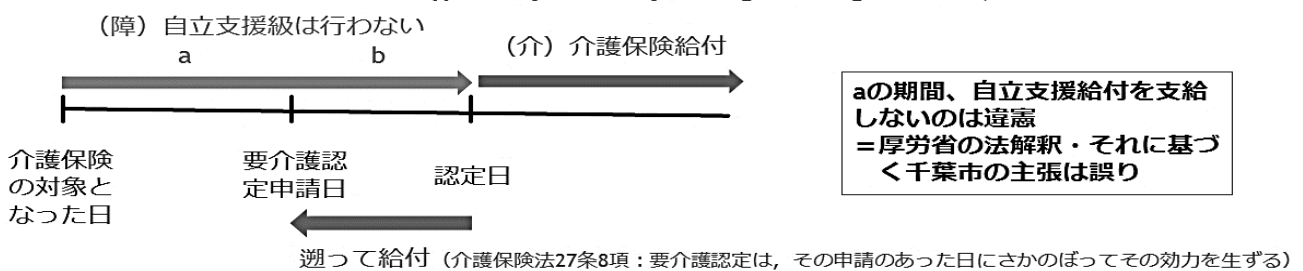 （障）自立支援級は行わない
a
b
（介）介護保険給付
aの期間、自立支援給付を支給
しないのは違憲
＝厚労省の法解釈・それに基づ
く千葉市の主張は誤り
介護保険
の対象と
なった日
要介護認
定申請日
認定日
遡って給付（介護保険法27条8項：要介護認定は，その申請のあった日にさかのぼってその効力を生ずる）